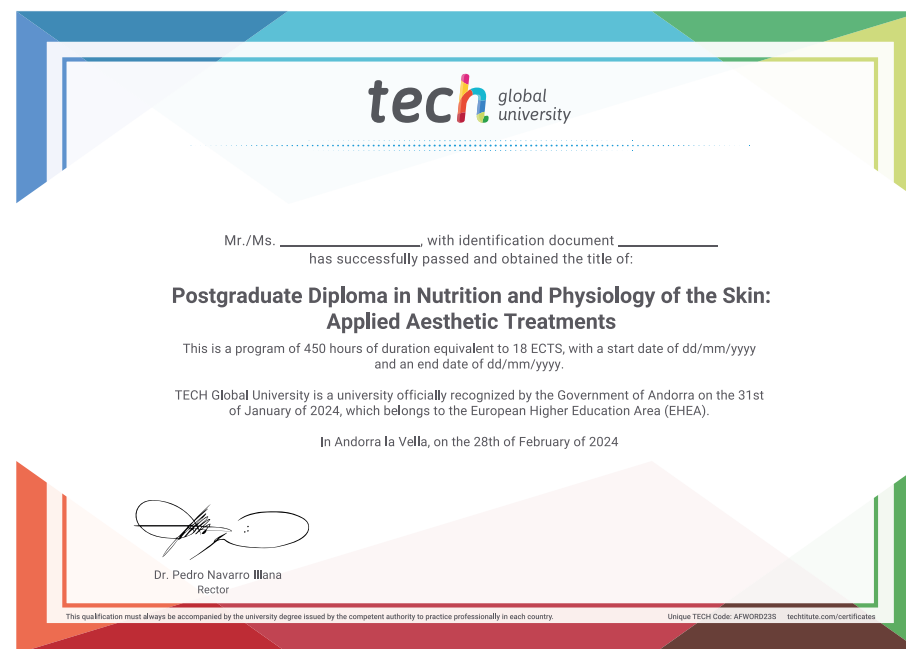 tech global
university
Mr./Ms. ____________________, with identification document ______________
has successfully passed and obtained the title of:
Postgraduate Diploma in Nutrition and Physiology of the Skin:
Applied Aesthetic Treatments
This is a program of 450 hours of duration equivalent to 18 ECTS, with a start date of dd/mm/yyyy
and an end date of dd/mm/yyyy.
TECH Global University is a university officially recognized by the Government of Andorra on the 31st
of January of 2024, which belongs to the European Higher Education Area (EHEA).
In Andorra la Vella, on the 28th of February of 2024
Dr. Pedro Navarro Illana
Rector
This qualification must always be accompanied by the university degree issued by the competent authority to practice professionally in each country.
Unique TECH Code: AFWORD23S techtitute.com/certificates